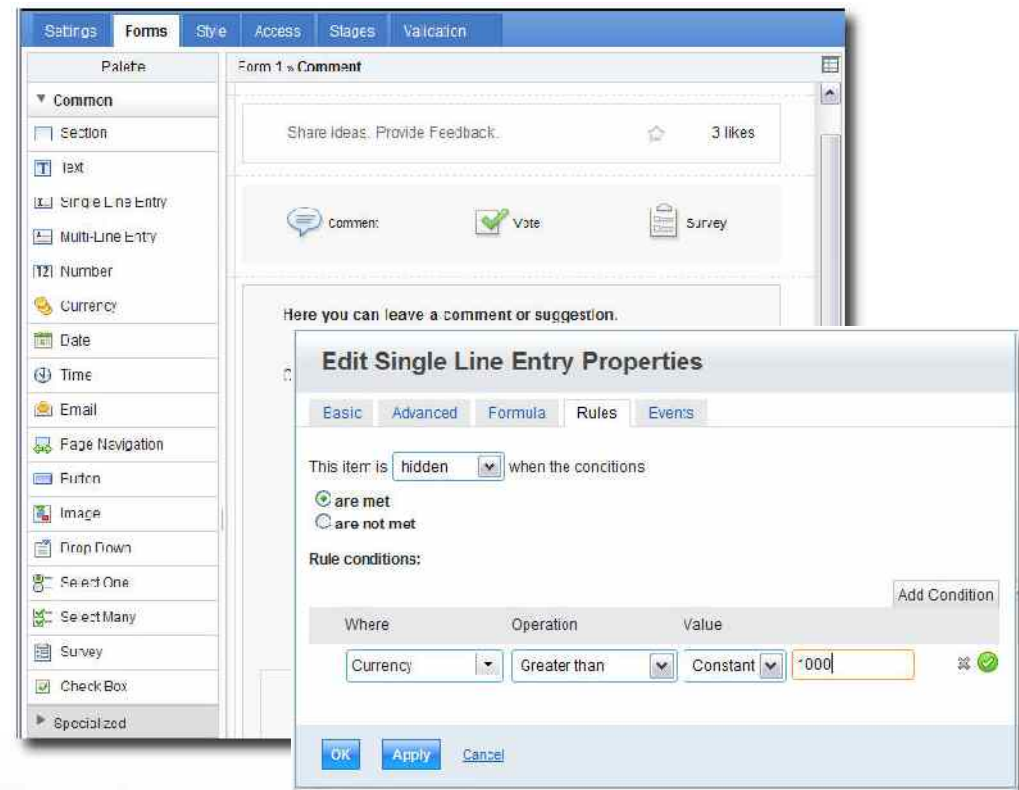 Settings Forms Style Access Stages Validation
Palette
Form 1 » Comment
Common
Section
Text
Single Line Entry
Multi-Line Entry
Number
Currency
Date
Time
Email
Page Navigation
Button
Image
Drop Down
Select One
Select Many
Survey
Check Box
Specialized
Share ideas. Provide Feedback. 3 likes
Comment Vote Survey
Here you can leave a comment or suggestion.
Edit Single Line Entry Properties
Basic Advanced Formula Rules Events
This item is hidden when the conditions
are met
are not met
Rule conditions:
Add Condition
Where Operation Value
Currency Greater than Constant 1000
OK Apply Cancel